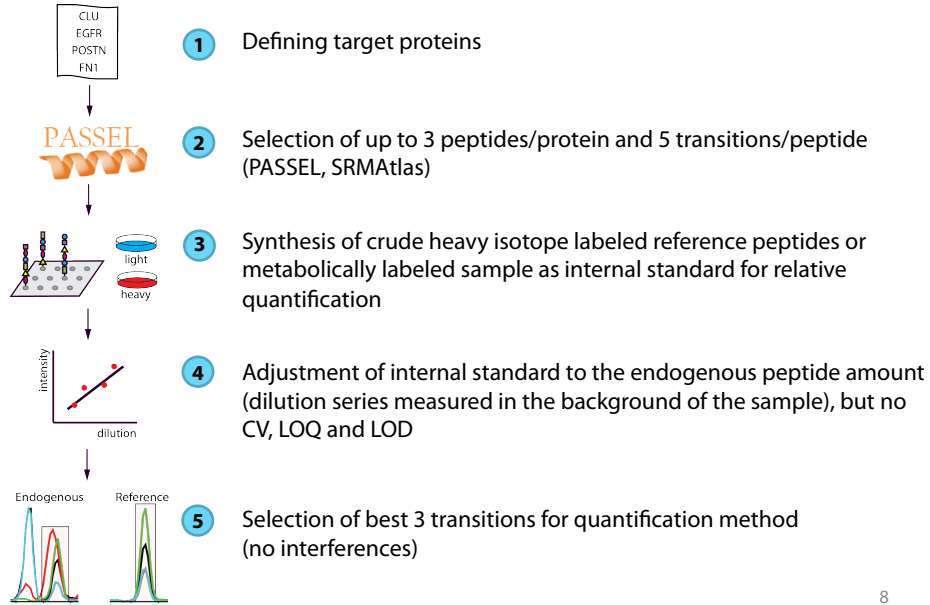 CLU
EGFR
POSTN
FN1
1
Defining target proteins
PASSEL
2
Selection of up to 3 peptides/protein and 5 transitions/peptide
(PASSEL, SRMAtlas)
light
heavy
3
Synthesis of crude heavy isotope labeled reference peptides or
metabolically labeled sample as internal standard for relative
quantification
intensity
dilution
4
Adjustment of internal standard to the endogenous peptide amount
(dilution series measured in the background of the sample), but no
CV, LOQ and LOD
Endogenous
Reference
5
Selection of best 3 transitions for quantification method
(no interferences)
8